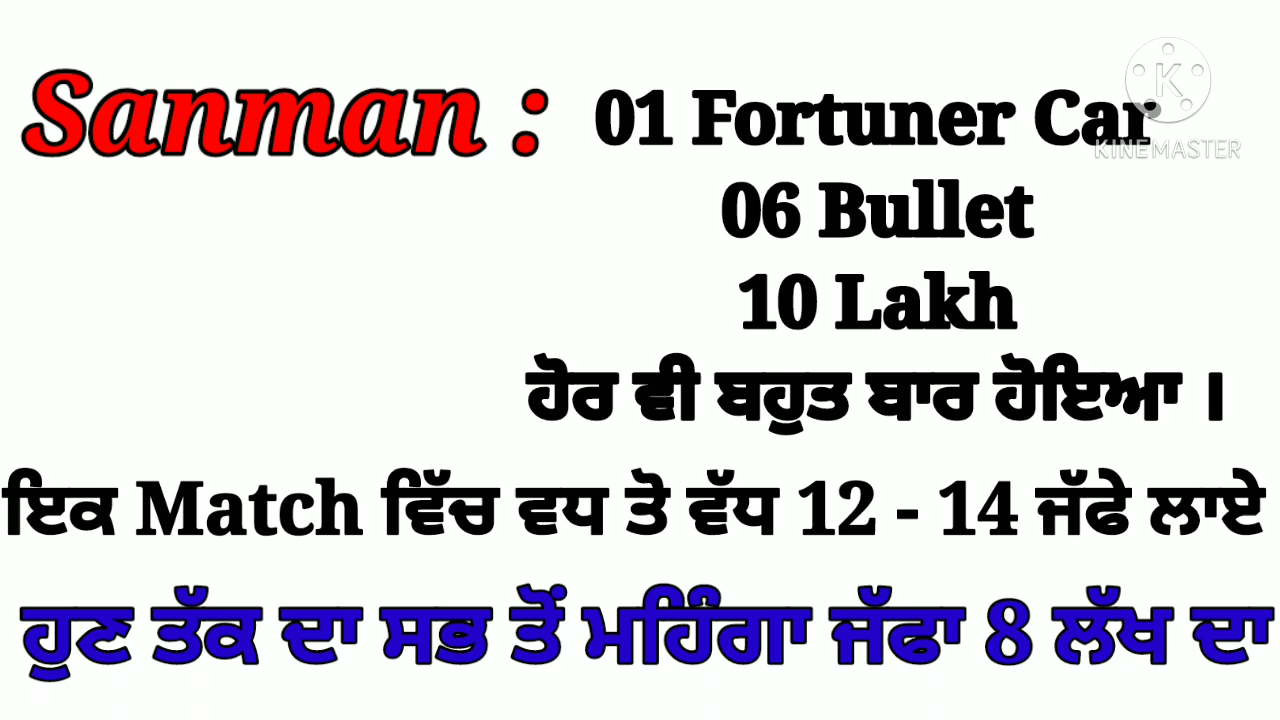 Sanman : 01 Fortuner Car
KINEMASTER
06 Bullet
10 Lakh
ਹੋਰ ਵੀ ਬਹੁਤ ਬਾਰ ਹੋਇਆ ।
ਇਕ Match ਵਿੱਚ ਵਧ ਤੋ ਵੱਧ 12 - 14 ਜੱਫੇ ਲਾਏ
ਹੁਣ ਤੱਕ ਦਾ ਸਭ ਤੋਂ ਮਹਿੰਗਾ ਜੱਫਾ 8 ਲੱਖ ਦਾ